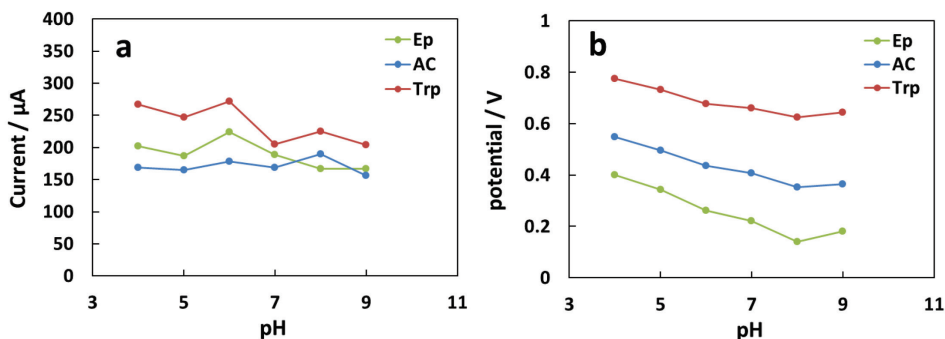 a
Ep
AC
Trp
400
350
300
250
200
150
100
50
0
Current / µA
3 5 7 9 11
pH
b
Ep
AC
Trp
1
0.8
0.6
0.4
0.2
0
potential / V
3 5 7 9 11
pH